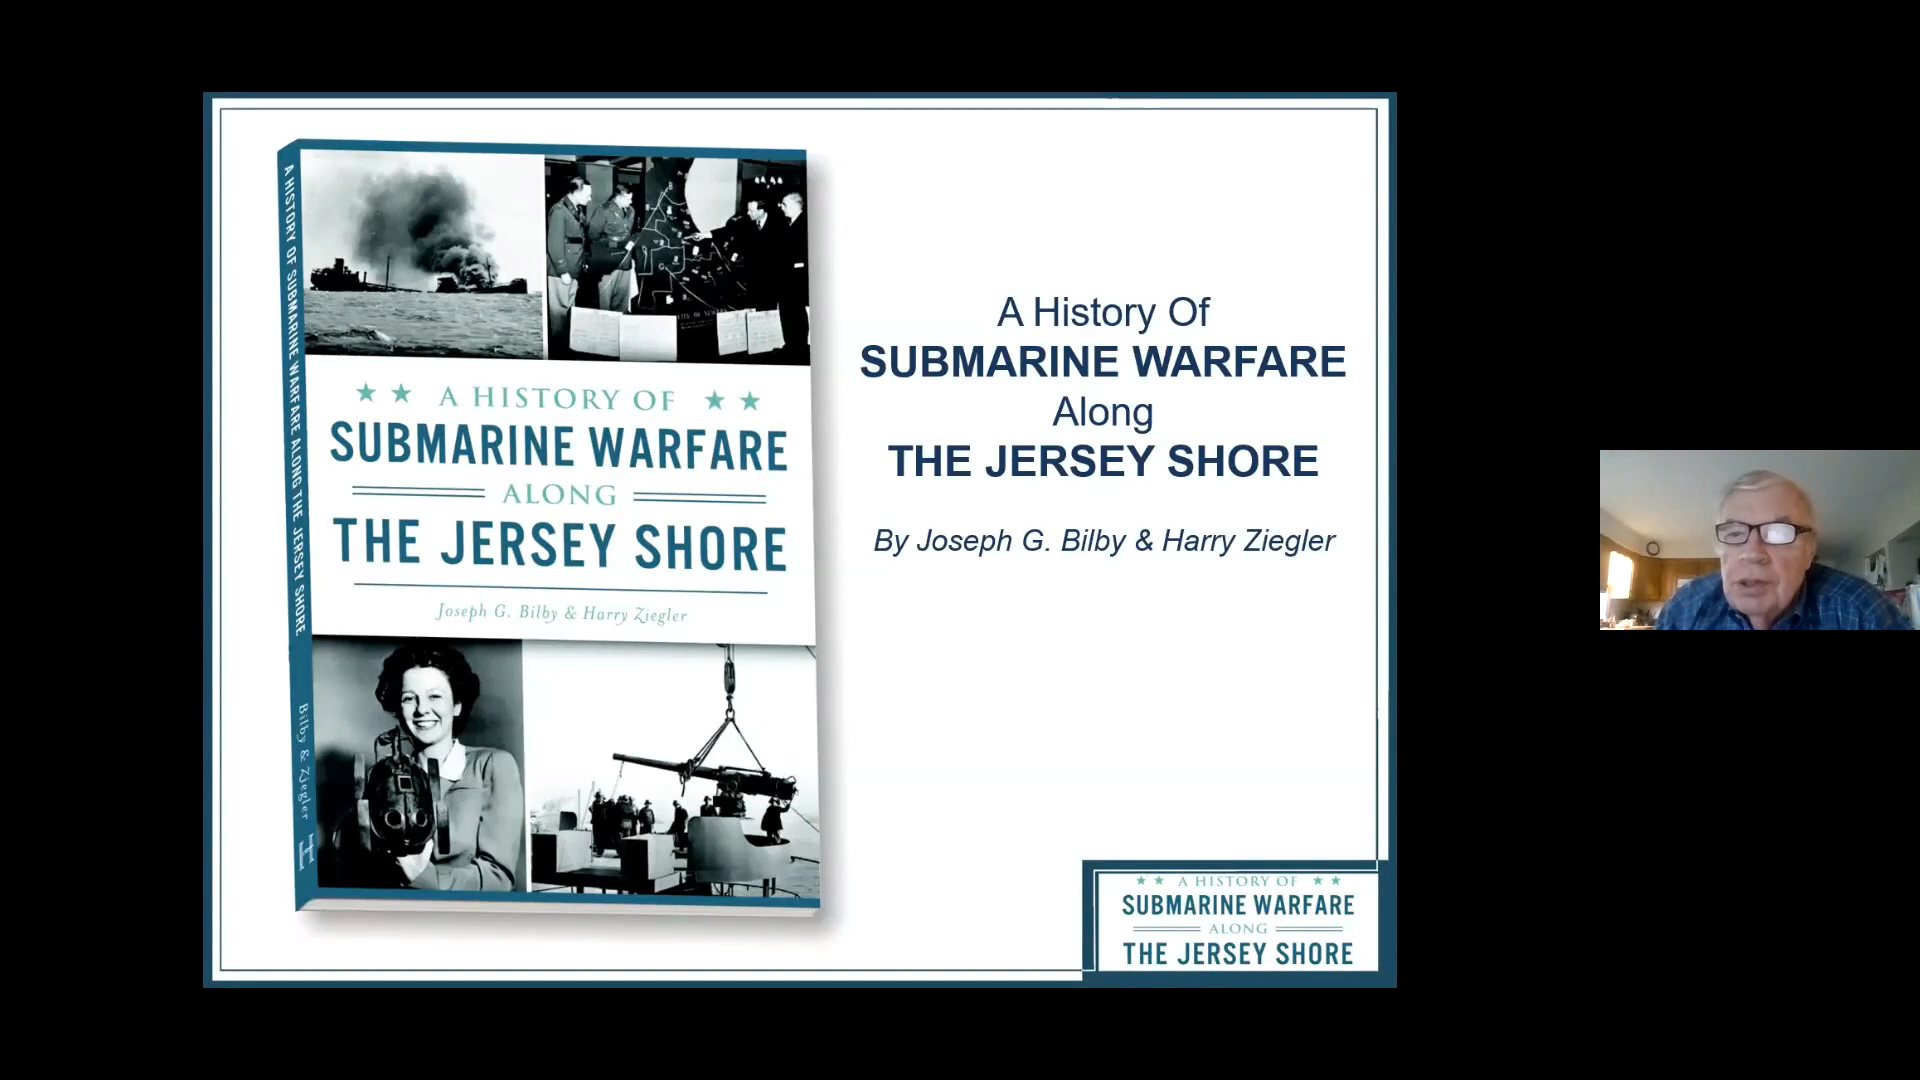 A HISTORY OF SUBMARINE WARFARE ALONG THE JERSEY SHORE
Bilby & Ziegler
★ ★ A HISTORY OF ★ ★
SUBMARINE WARFARE
ALONG
THE JERSEY SHORE
Joseph G. Bilby & Harry Ziegler
A History Of
SUBMARINE WARFARE
Along
THE JERSEY SHORE
By Joseph G. Bilby & Harry Ziegler
★ ★ A HISTORY OF ★ ★
SUBMARINE WARFARE
ALONG
THE JERSEY SHORE